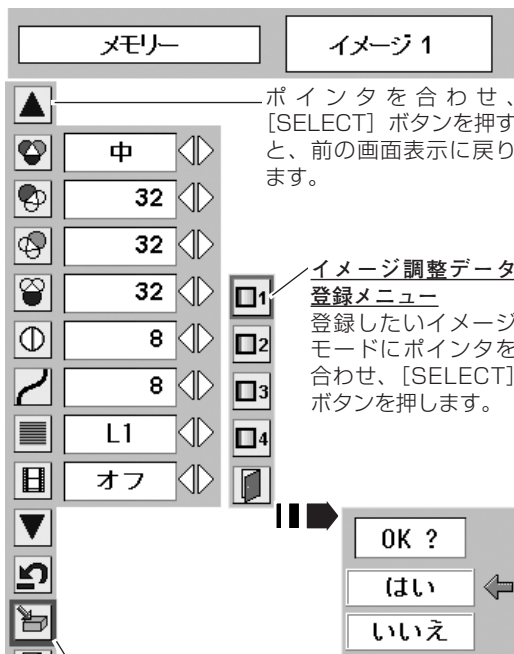 メモリー
イメージ 1
ポインタを合わせ、
[SELECT] ボタンを押す
と、前の画面表示に戻り
ます。
中
32
32
32
8
8
L1
オフ
1
2
3
4
イメージ調整データ
登録メニュー
登録したいイメージ
モードにポインタを
合わせ、[SELECT]
ボタンを押します。
OK ?
はい
いいえ